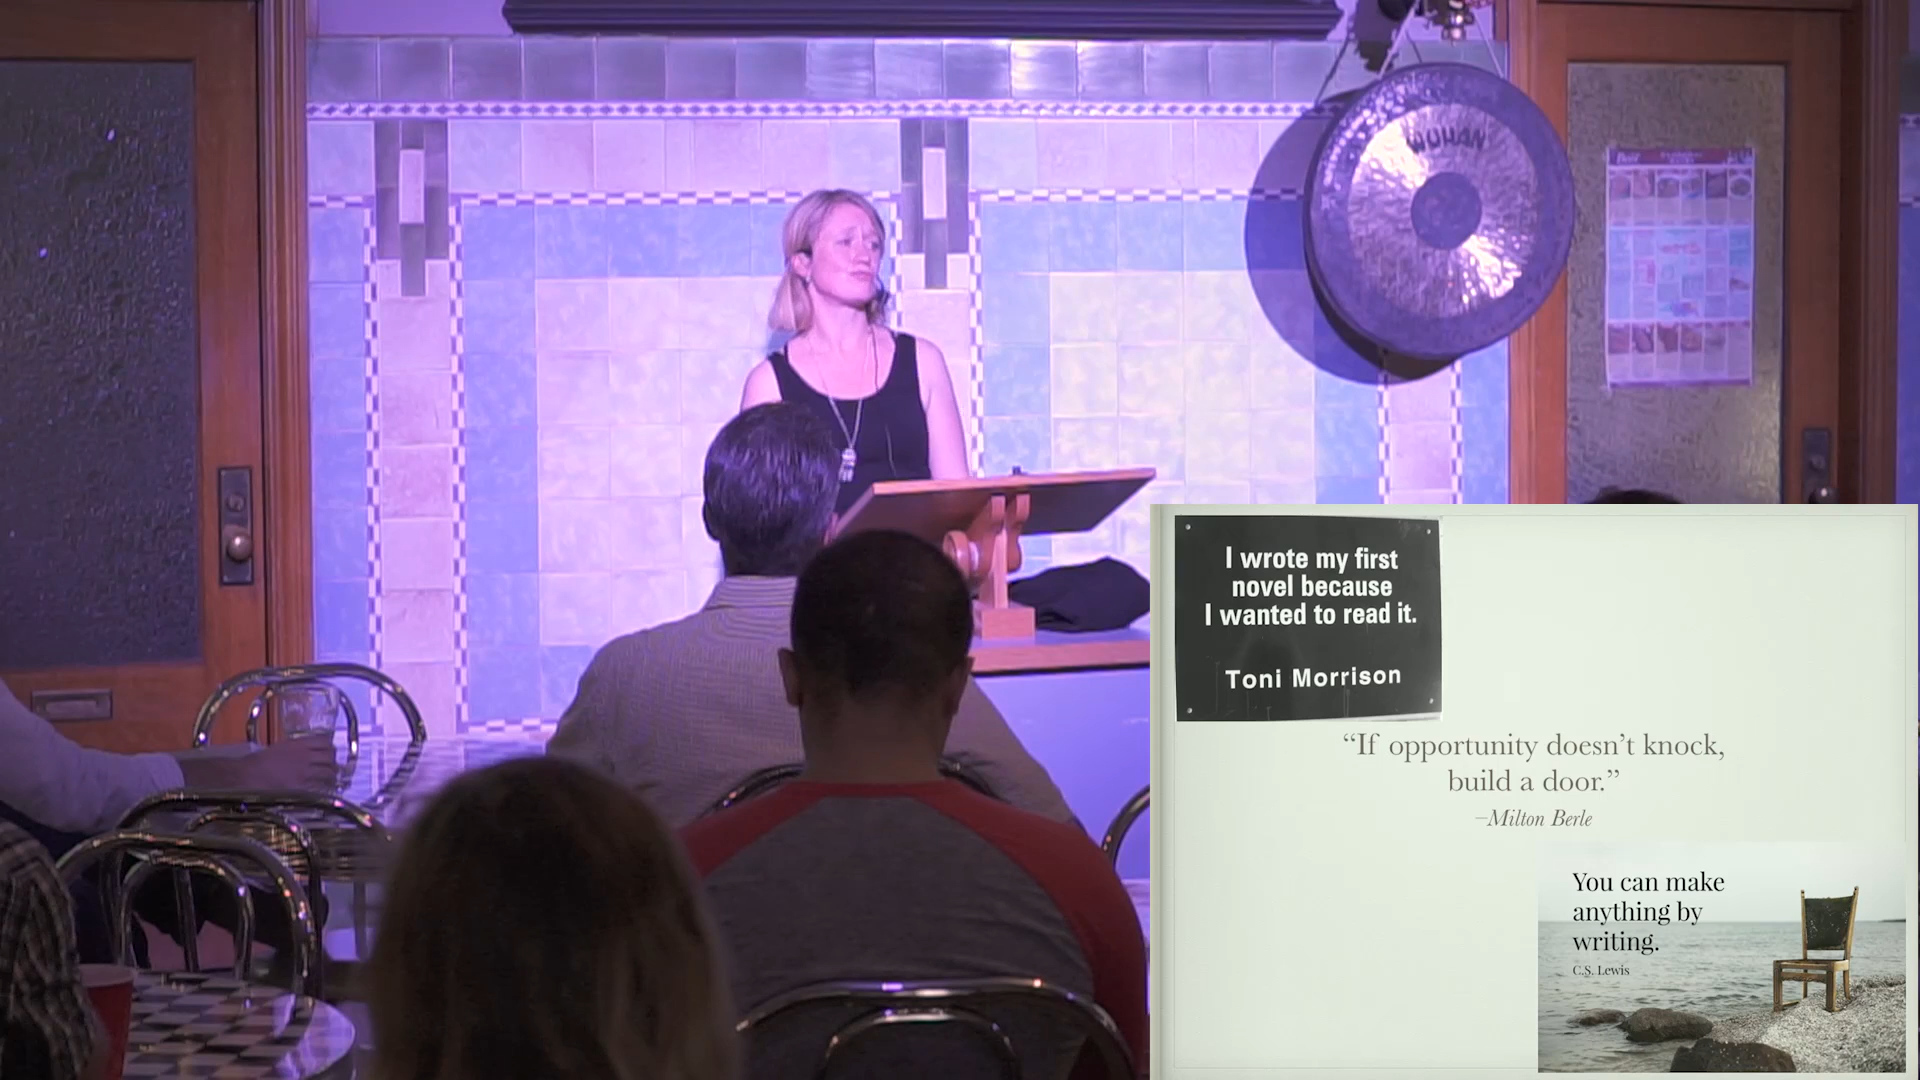 WUHAN
I wrote my first
novel because
I wanted to read it.
Toni Morrison
“If opportunity doesn’t knock,
build a door.”
–Milton Berle
You can make
anything by
writing.
C.S. Lewis